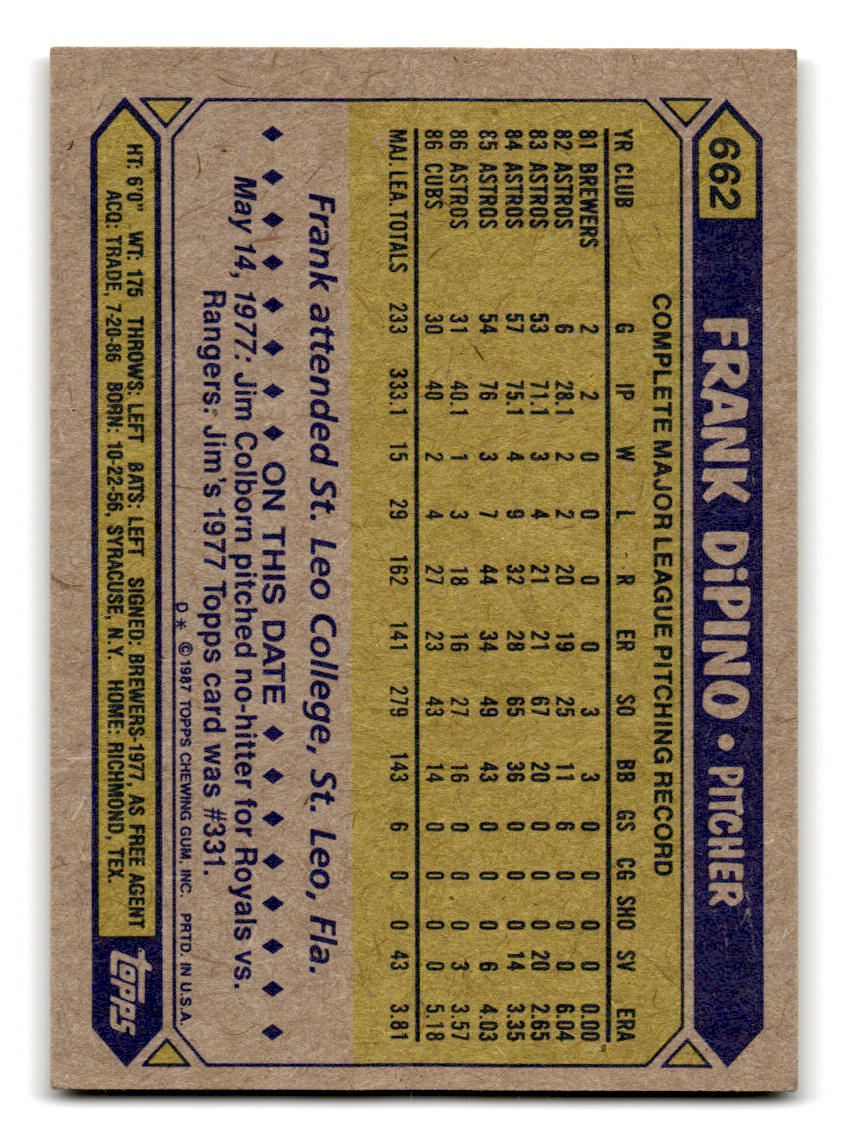 662
FRANK DiPINO • PITCHER
COMPLETE MAJOR LEAGUE PITCHING RECORD
YR CLUB G IP W L R ER SO BB GS CG SHO SV ERA
81 BREWERS 2 2 0 0 0 0 3 3 0 0 0 0 0.00
82 ASTROS 6 28.1 2 2 20 19 25 11 6 0 0 0 6.04
83 ASTROS 53 71.1 3 4 21 21 67 20 0 0 0 20 2.65
84 ASTROS 57 75.1 4 9 32 28 65 36 0 0 0 14 3.35
85 ASTROS 54 76 3 7 44 34 49 43 0 0 0 6 4.03
86 ASTROS 31 40.1 1 3 18 16 27 16 0 0 0 3 3.57
86 CUBS 30 40 2 4 27 23 43 14 0 0 0 0 5.18
MAJ. LEA. TOTALS 233 333.1 15 29 162 141 279 143 6 0 0 43 3.81
Frank attended St. Leo College, St. Leo, Fla.
ON THIS DATE
May 14, 1977: Jim Colborn pitched no-hitter for Royals vs.
Rangers. Jim's 1977 Topps card was #331.
D* © 1987 TOPPS CHEWING GUM, INC. PRTD. IN U.S.A.
HT: 6'0" WT: 175 THROWS: LEFT BATS: LEFT SIGNED: BREWERS-1977, AS FREE AGENT
ACQ: TRADE, 7-20-86 BORN: 10-22-56, SYRACUSE, N.Y. HOME: RICHMOND, TEX.
topps